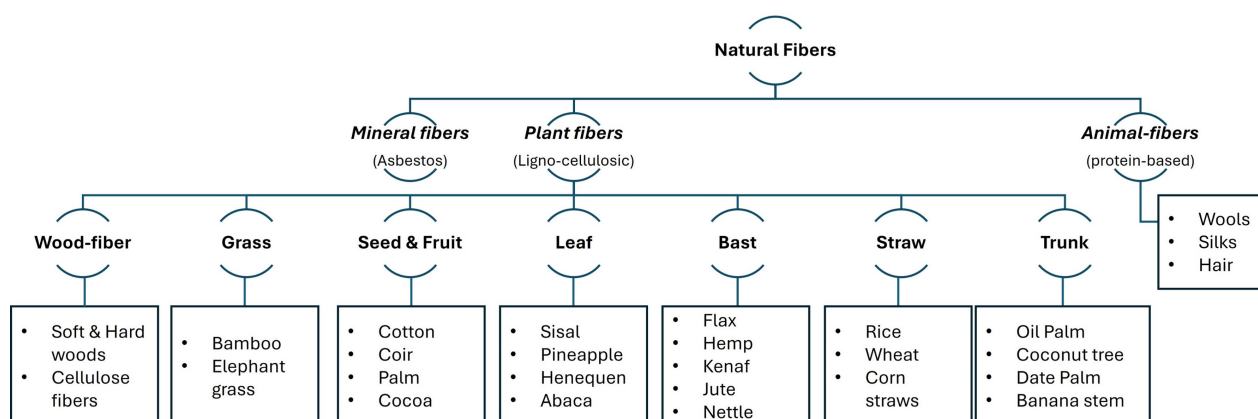 Natural Fibers
Mineral fibers
(Asbestos)
Plant fibers
(Ligno-cellulosic)
Animal-fibers
(protein-based)
• Wools
• Silks
• Hair
Wood-fiber
• Soft & Hard
woods
• Cellulose
fibers
Grass
• Bamboo
• Elephant
grass
Seed & Fruit
• Cotton
• Coir
• Palm
• Cocoa
Leaf
• Sisal
• Pineapple
• Henequen
• Abaca
Bast
• Flax
• Hemp
• Kenaf
• Jute
• Nettle
Straw
• Rice
• Wheat
• Corn
straws
Trunk
• Oil Palm
• Coconut tree
• Date Palm
• Banana stem